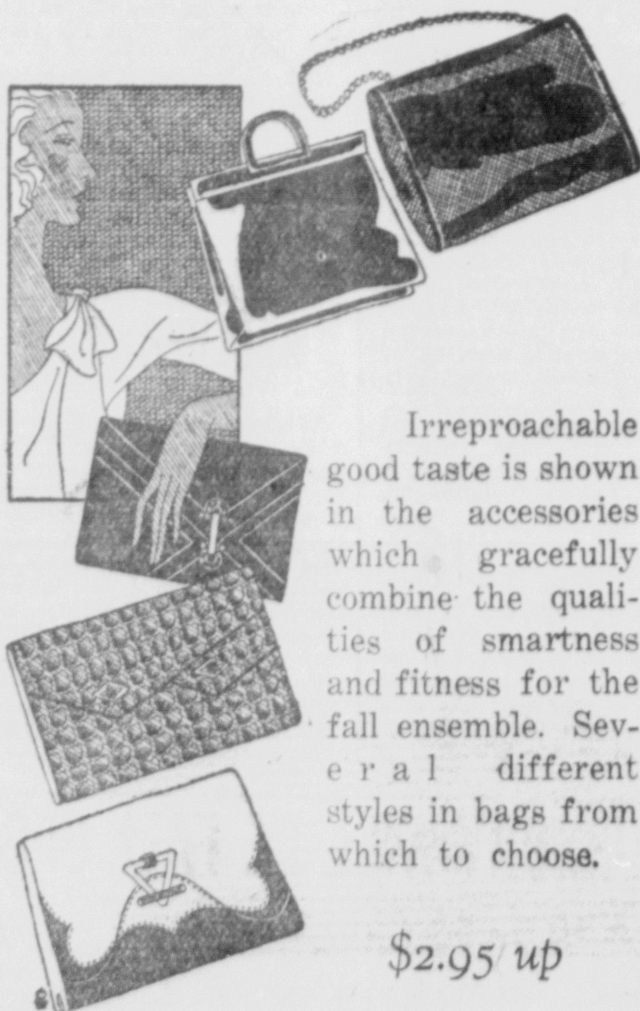 Irreproachable
good taste is shown
in the accessories
which gracefully
combine the quali-
ties of smartness
and fitness for the
fall ensemble. Sev-
e r a l different
styles in bags from
which to choose.
$2.95 up